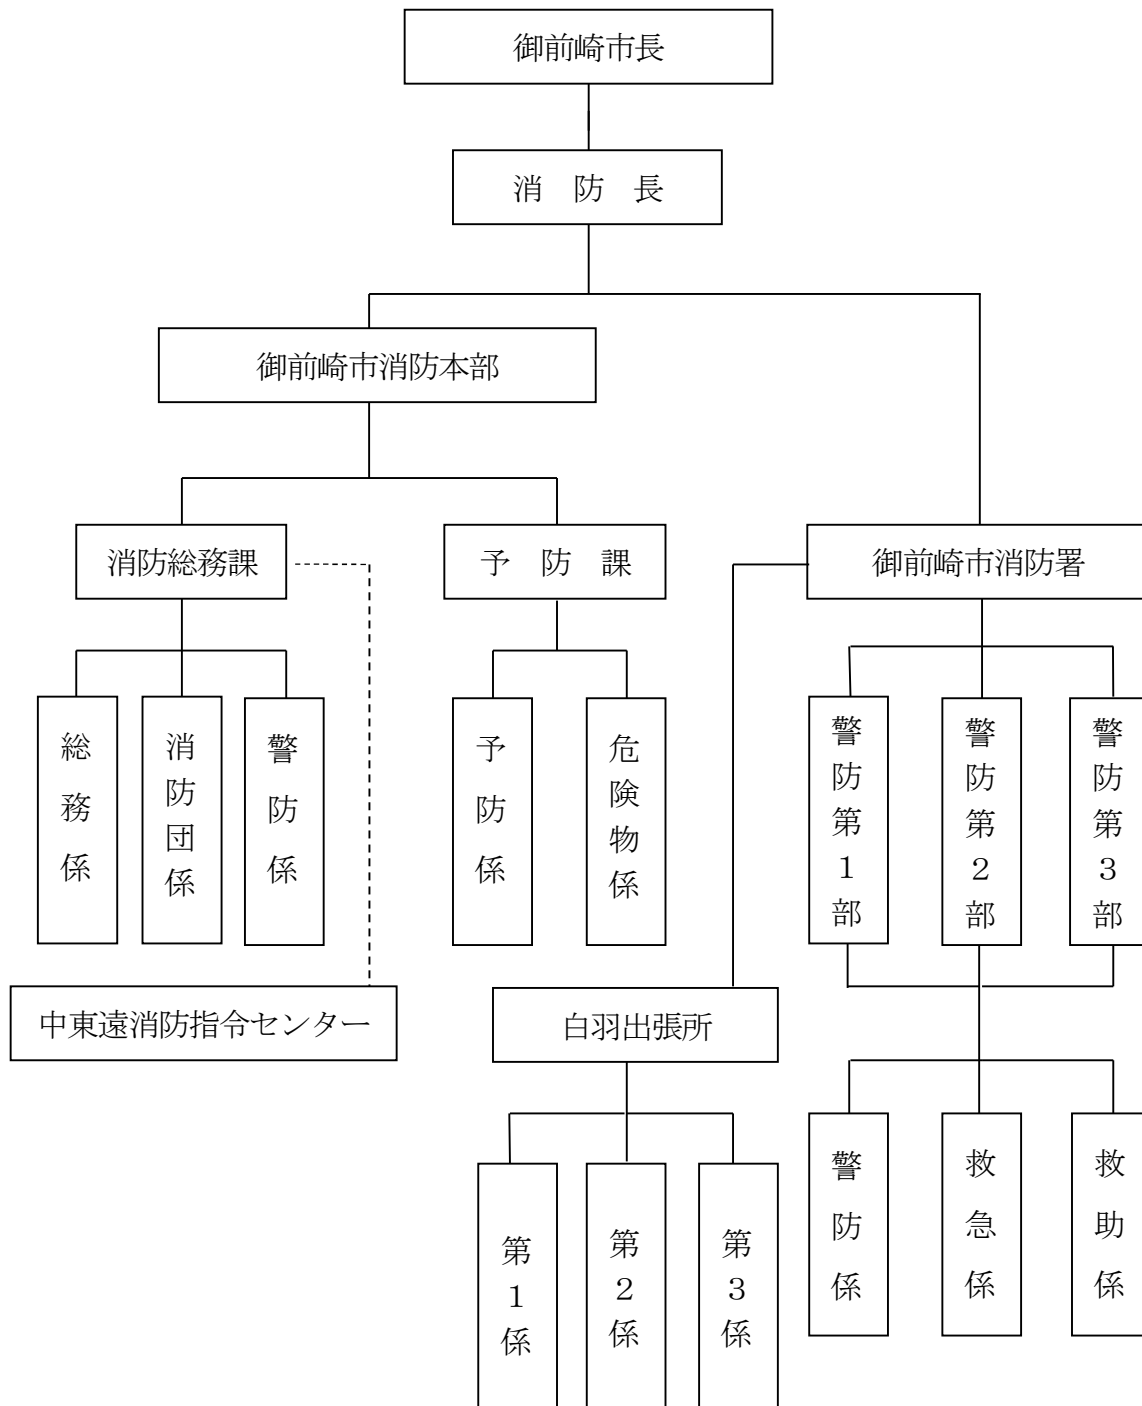 御前崎市長
消　防　長
御前崎市消防本部
消防総務課
予　防　課
御前崎市消防署
総務係
消防団係
警防係
予防係
危険物係
警防第１部
警防第２部
警防第３部
中東遠消防指令センター
白羽出張所
警防係
救急係
救助係
第１係
第２係
第３係